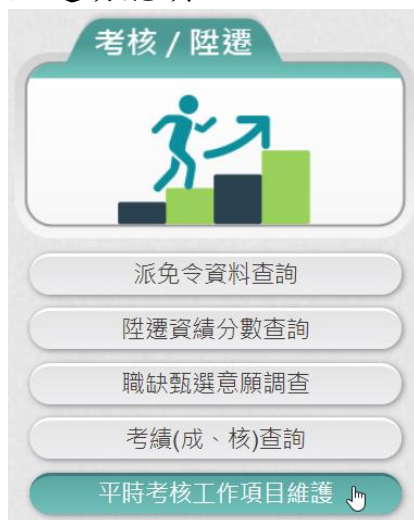 考核 / 陞遷
派免令資料查詢
陞遷資績分數查詢
職缺甄選意願調查
考績(成、核)查詢
平時考核工作項目維護